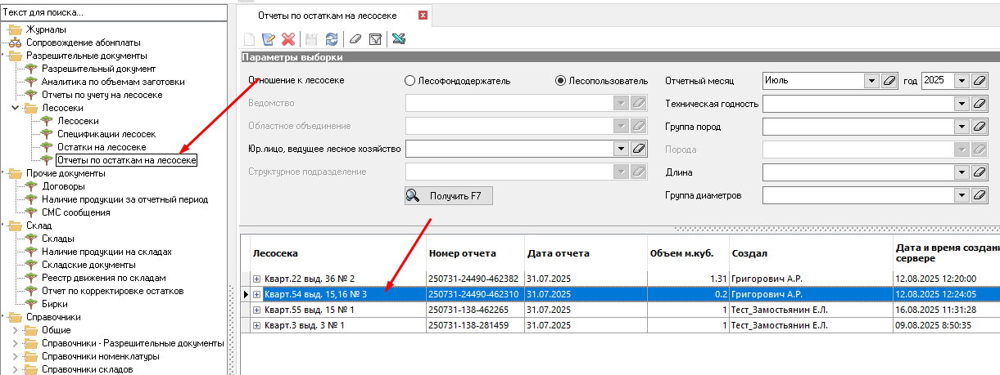 Текст для поиска...
Журналы
Сопровождение абонплаты
Разрешительные документы
Разрешительный документ
Аналитика по объемам заготовки
Отчеты по учету на лесосеке
Лесосеки
Лесосеки
Спецификации лесосек
Остатки на лесосеке
Отчеты по остаткам на лесосеке
Прочие документы
Договоры
Наличие продукции за отчетный период
СМС сообщения
Склад
Склады
Наличие продукции на складах
Складские документы
Реестр движения по складам
Отчет по корректировке остатков
Бирки
Справочники
Общие
Справочники - Разрешительные документы
Справочники номенклатуры
Справочники складов
Отчеты по остаткам на лесосеке
Параметры выборки
Отношение к лесосеке Лесофондодержатель Лесопользователь
Ведомство
Областное объединение
Юр.лицо, ведущее лесное хозяйство
Структурное подразделение
Получить F7
Отчетный месяц Июль год 2025
Техническая годность
Группа пород
Порода
Длина
Группа диаметров
Лесосека Номер отчета Дата отчета Объем м.куб. Создал Дата и время создани
сервере
Кварт.22 выд. 36 № 2 250731-24490-462382 31.07.2025 1.31 Григорович А.Р. 12.08.2025 12:20:00
Кварт.54 выд. 15,16 № 3 250731-24490-462310 31.07.2025 0.2 Григорович А.Р. 12.08.2025 12:24:05
Кварт.55 выд. 15 № 1 250731-138-462265 31.07.2025 1 Тест_Замостьянин Е.Л. 16.08.2025 11:31:28
Кварт.3 выд. 3 № 1 250731-138-281459 31.07.2025 1 Тест_Замостьянин Е.Л. 09.08.2025 8:50:35